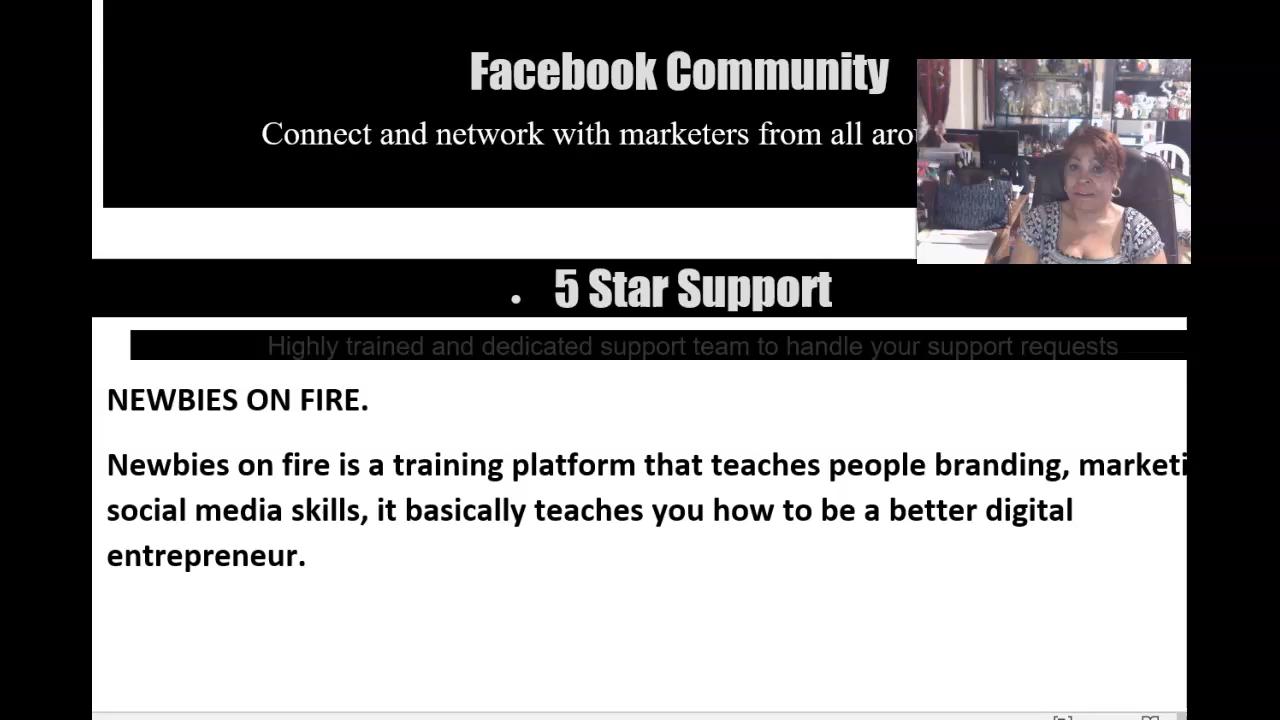 Facebook Community
Connect and network with marketers from all
• 5 Star Support
Highly trained and dedicated support team to handle your support requests
NEWBIES ON FIRE.
Newbies on fire is a training platform that teaches people branding,
social media skills, it basically teaches you how to be a better digital
entrepreneur.